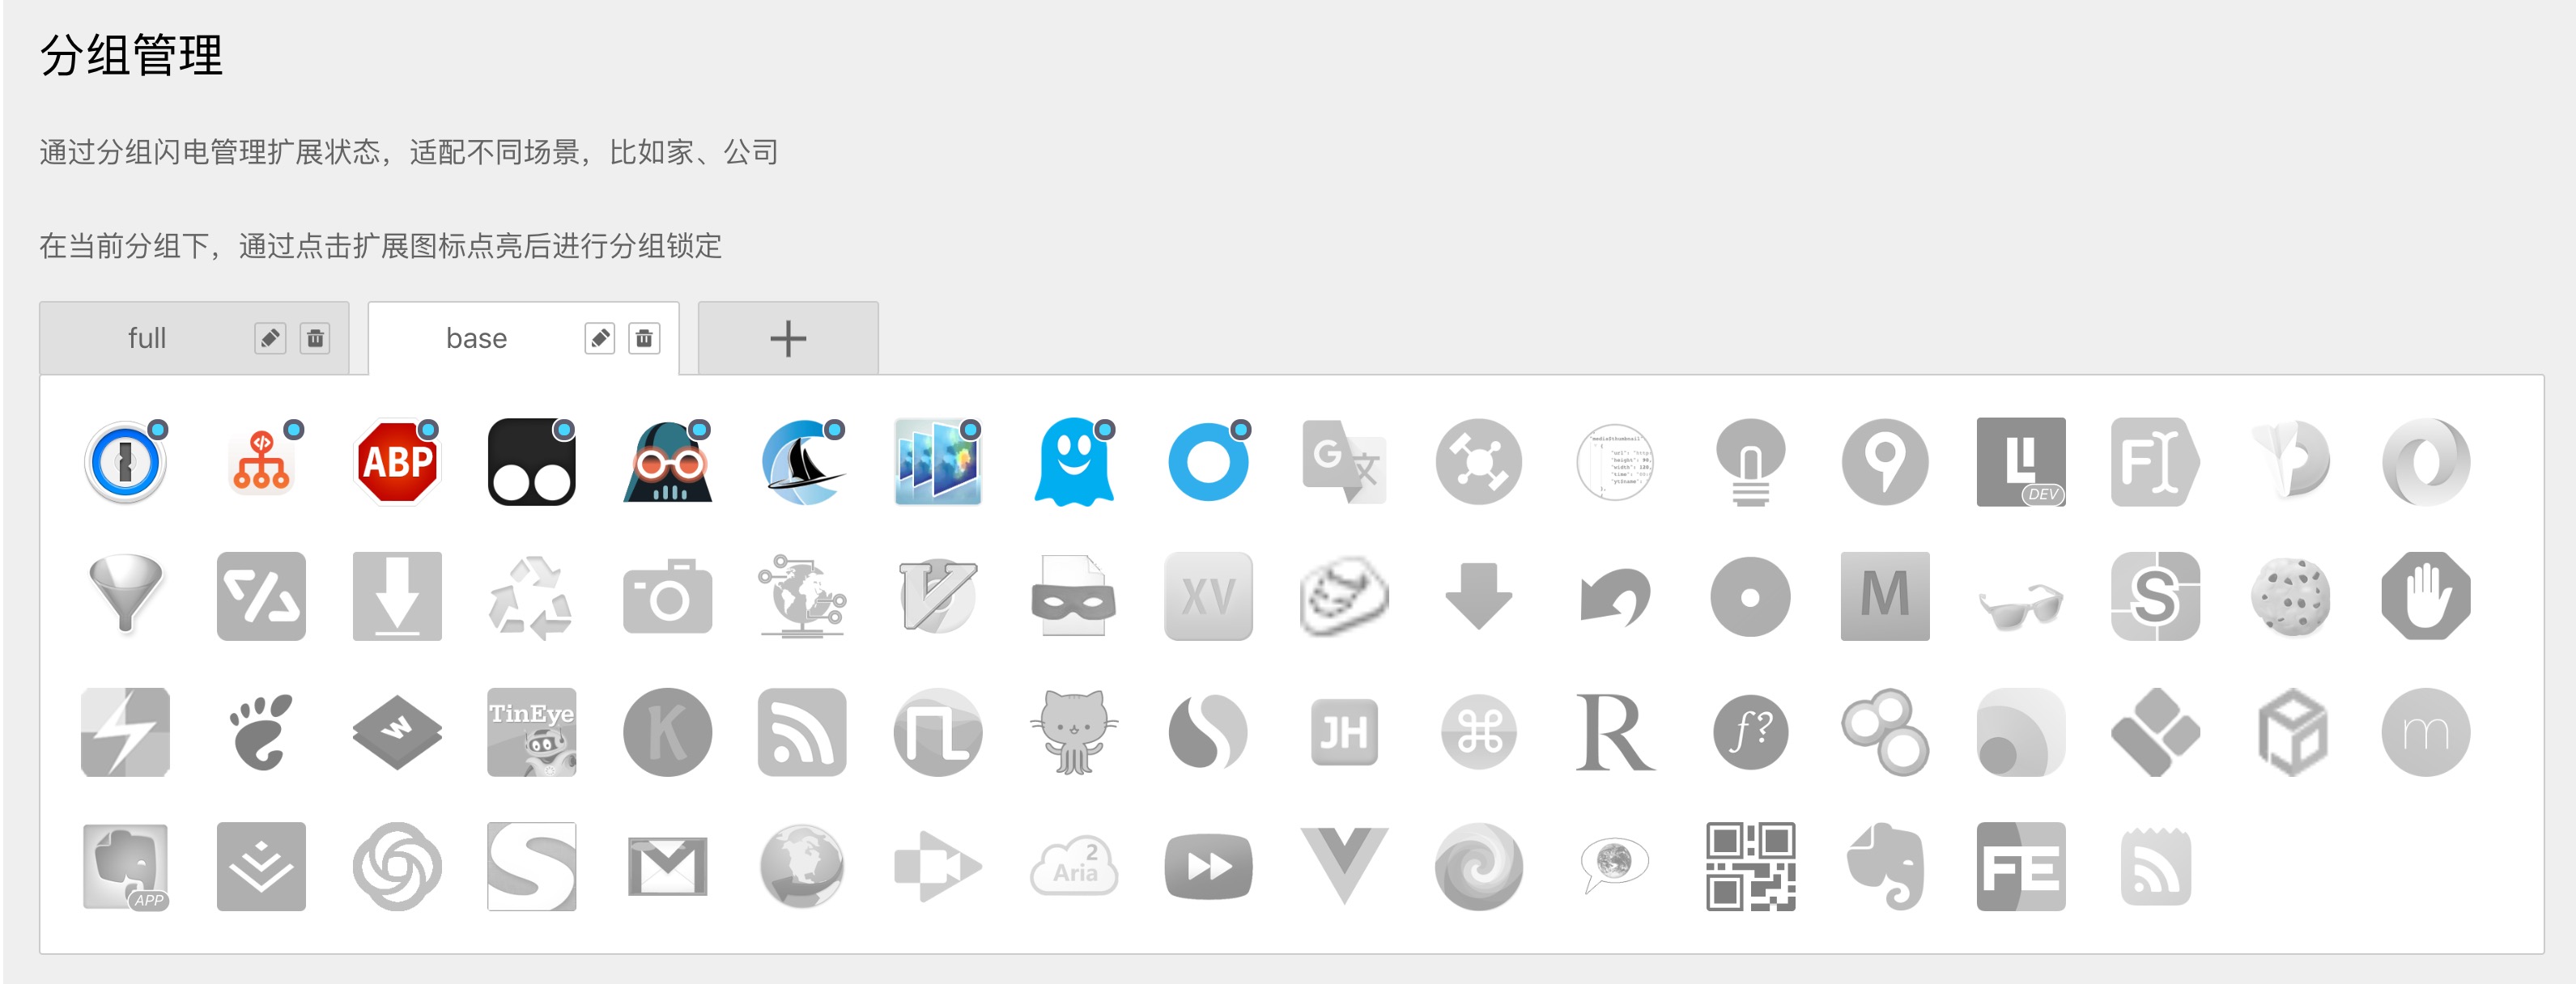 分组管理
通过分组闪电管理扩展状态，适配不同场景，比如家、公司
在当前分组下，通过点击扩展图标点亮后进行分组锁定
full base +
ABP G 文 LI DEV F
XV M S
W TinEye K JH R f? m
APP S M 2 Aria FE